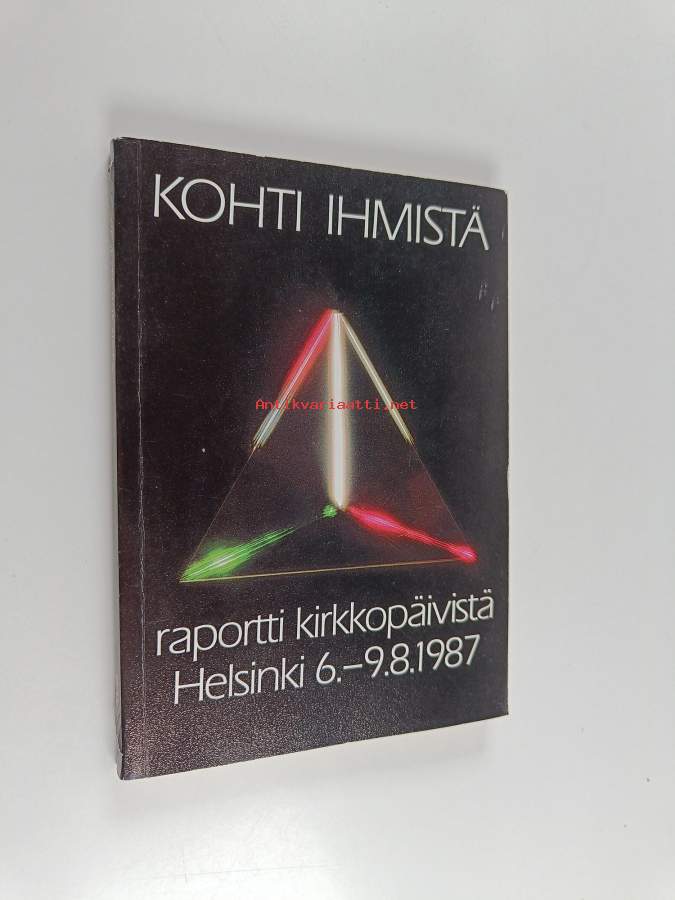 KOHTI IHMISTÄ
Antikvariaatti.net
raportti kirkkopäivistä
Helsinki 6.–9.8.1987